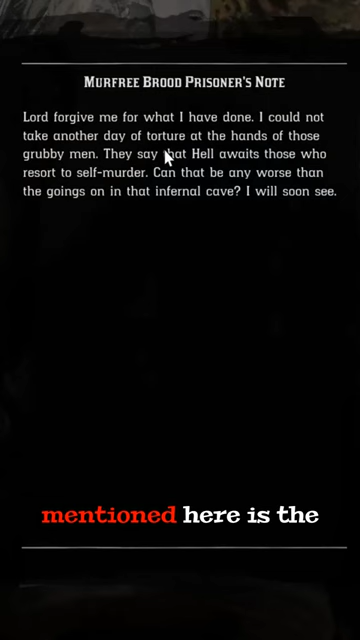 Murfree Brood Prisoner's Note
Lord forgive me for what I have done. I could not
take another day of torture at the hands of those
grubby men. They say that Hell awaits those who
resort to self-murder. Can that be any worse than
the goings on in that infernal cave? I will soon see.
mentioned here is the